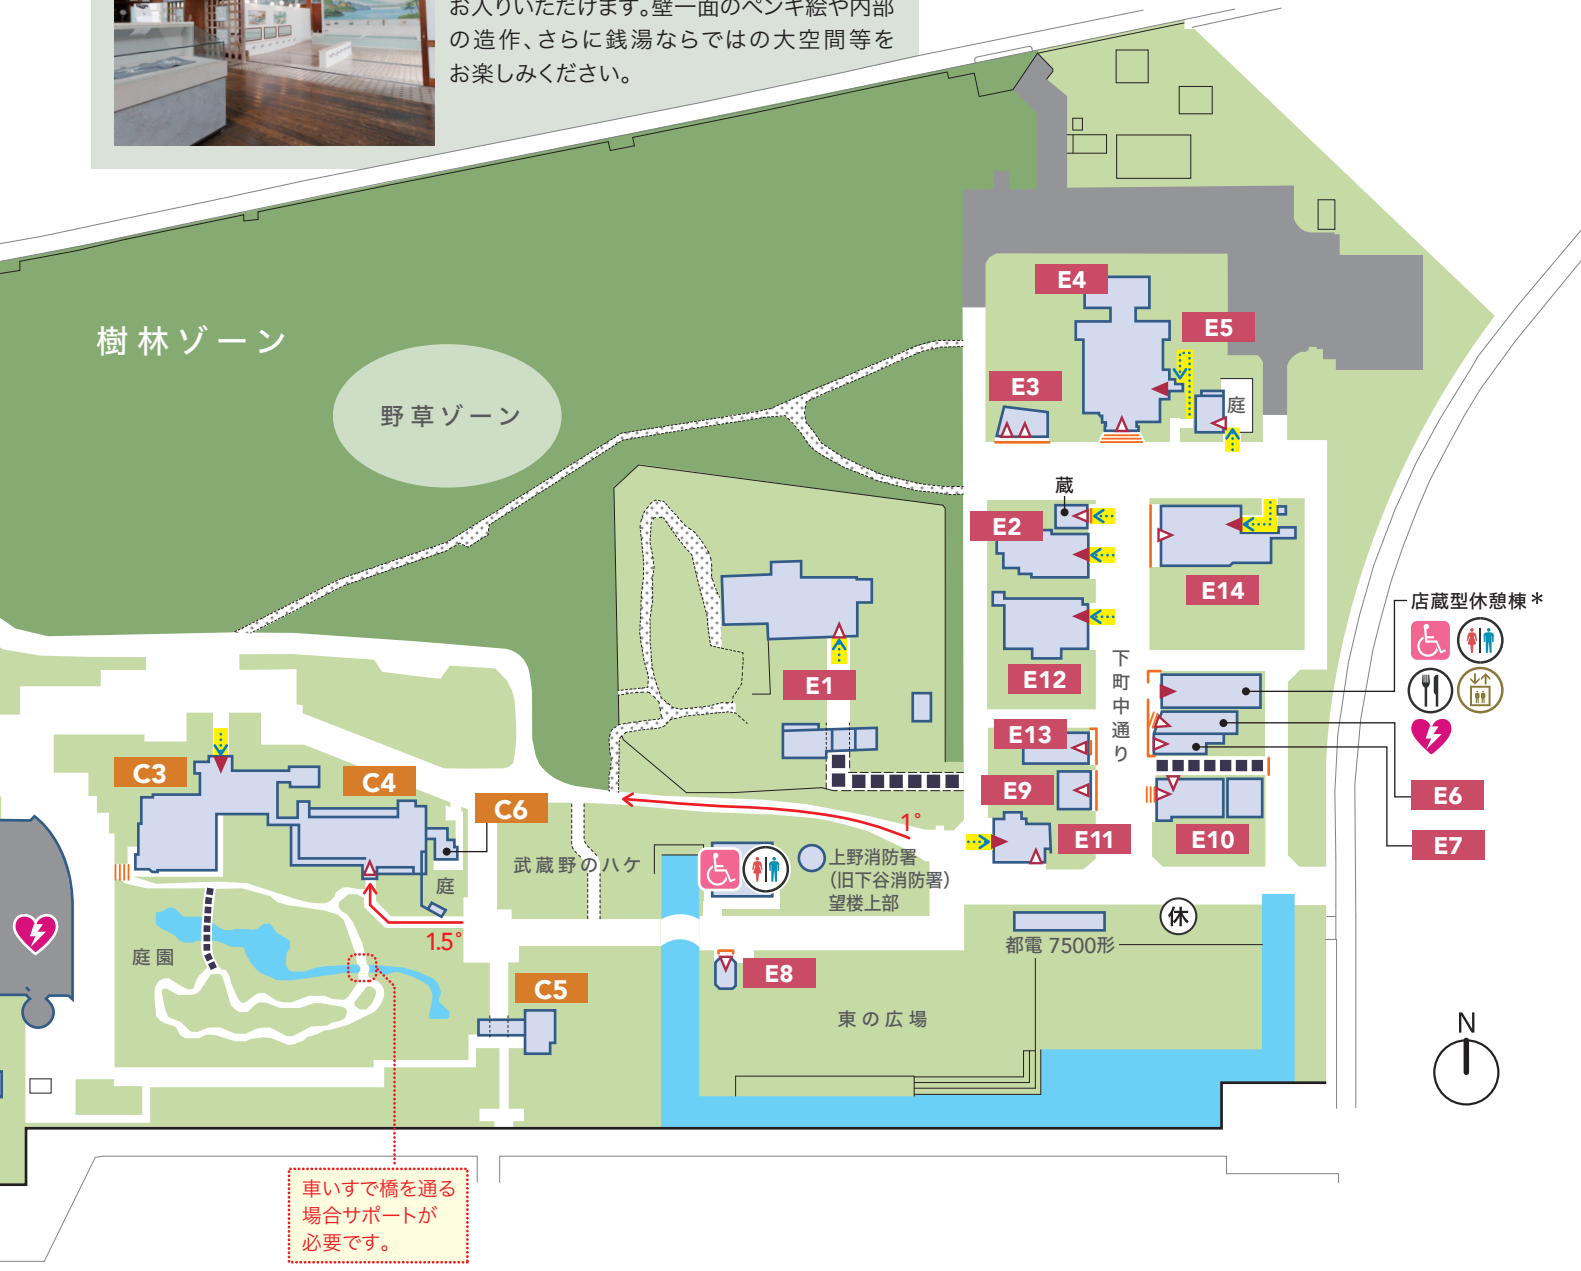 お入りいただけます。壁一面のペンキ絵や内部
の造作、さらに銭湯ならではの大空間等を
お楽しみください。
樹林ゾーン
野草ゾーン
E4
E5
E3
庭
蔵
E2
E14
店蔵型休憩棟＊
E12
下町中通り
E1
E13
C3
C4
C6
E9
E6
1°
E11
E10
E7
武蔵野のハケ
上野消防署
（旧下谷消防署）
望楼上部
庭
休
1.5°
都電 7500形
庭園
E8
C5
東の広場
N
車いすで橋を通る
場合サポートが
必要です。